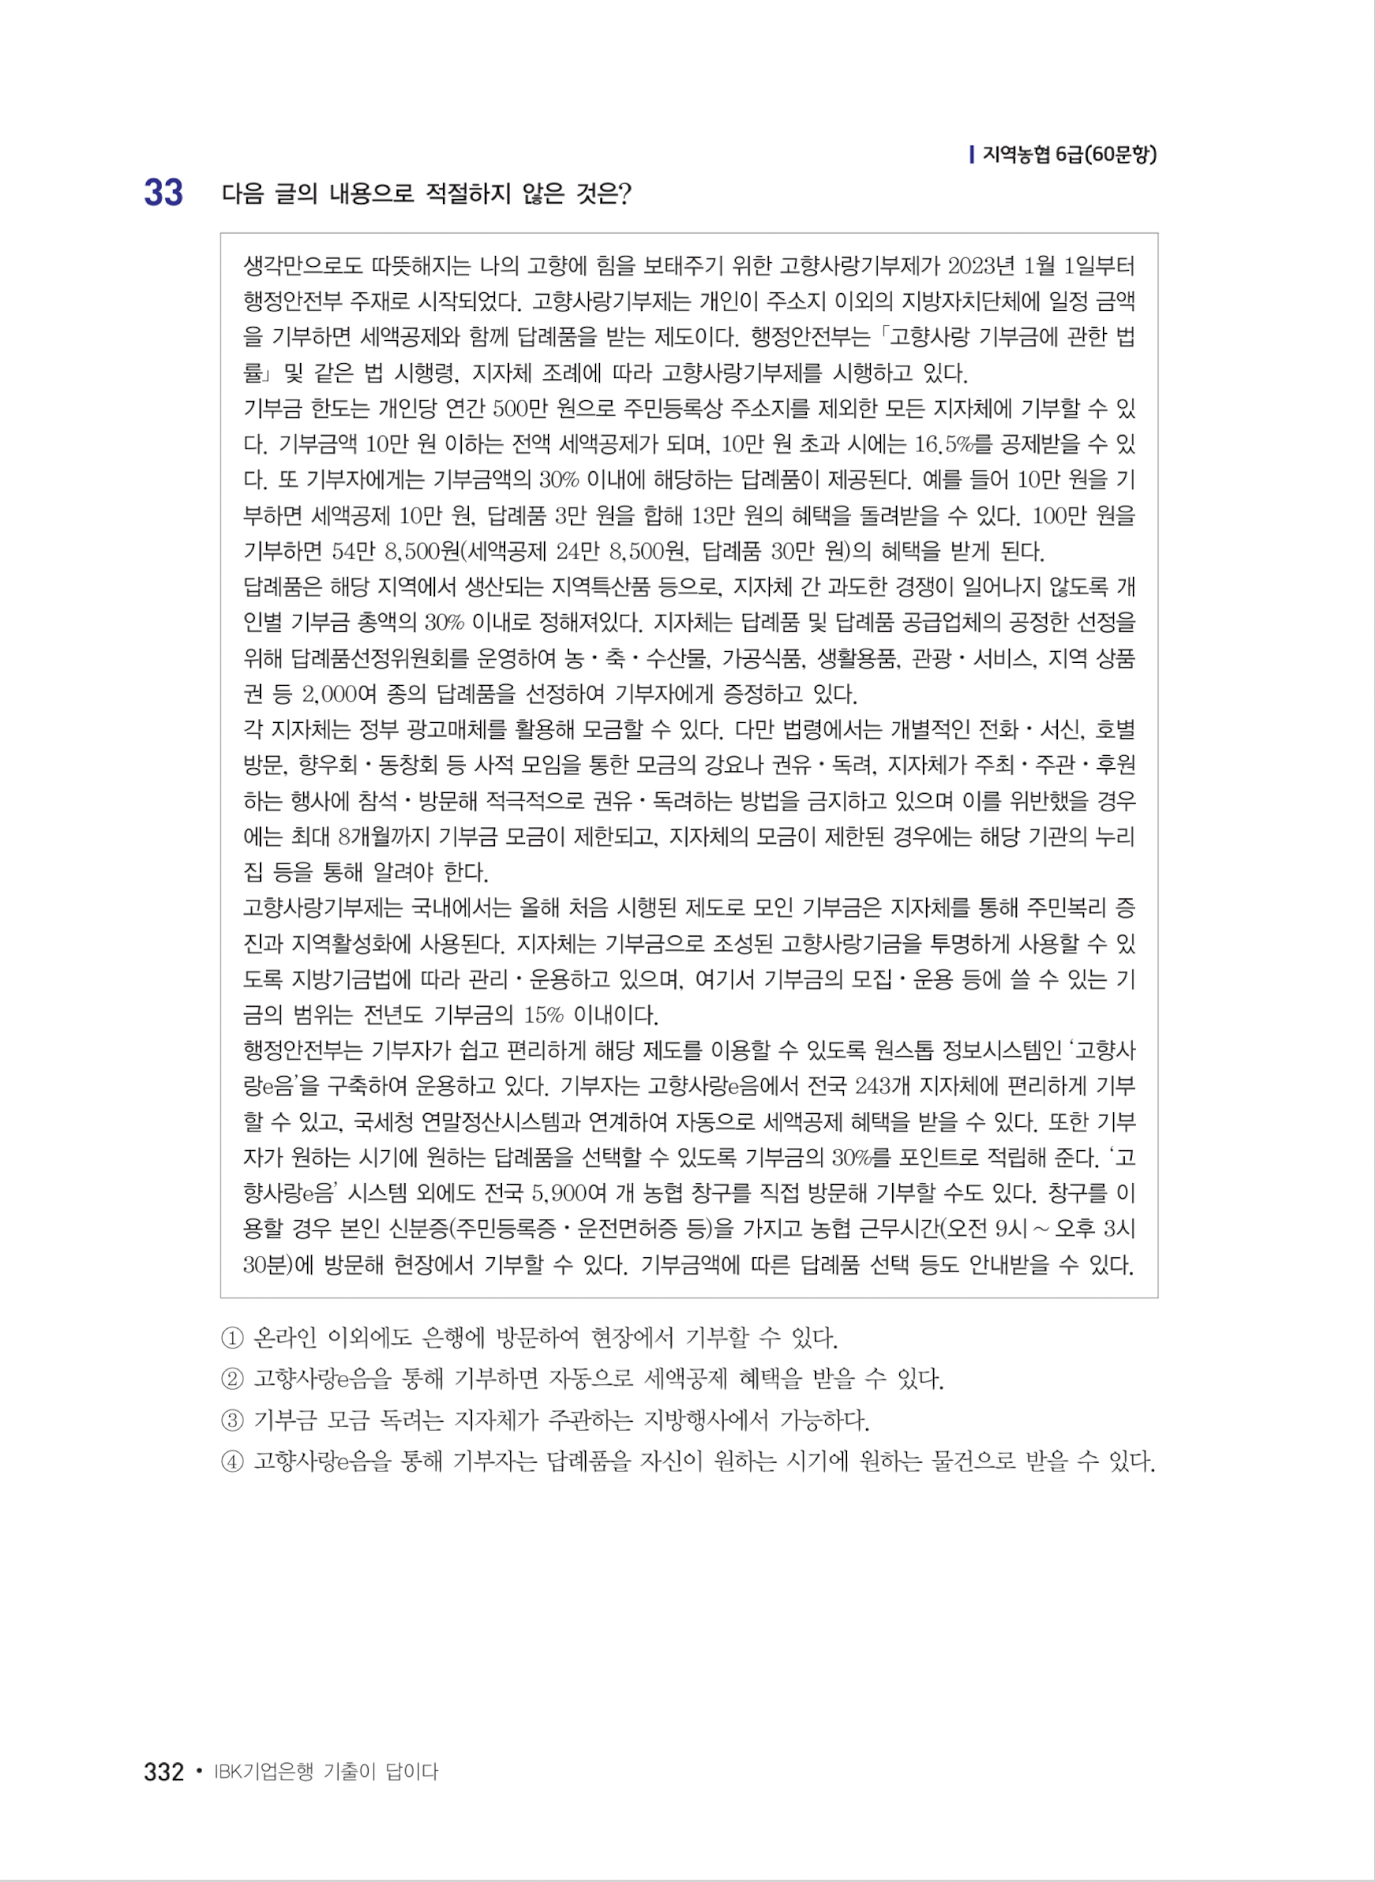 지역농협 6급(60문항)
33 다음 글의 내용으로 적절하지 않은 것은?
생각만으로도 따뜻해지는 나의 고향에 힘을 보태주기 위한 고향사랑기부제가 2023년 1월 1일부터
행정안전부 주재로 시작되었다. 고향사랑기부제는 개인이 주소지 이외의 지방자치단체에 일정 금액
을 기부하면 세액공제와 함께 답례품을 받는 제도이다. 행정안전부는 「고향사랑 기부금에 관한 법
률」 및 같은 법 시행령, 지자체 조례에 따라 고향사랑기부제를 시행하고 있다.
기부금 한도는 개인당 연간 500만 원으로 주민등록상 주소지를 제외한 모든 지자체에 기부할 수 있
다. 기부금액 10만 원 이하는 전액 세액공제가 되며, 10만 원 초과 시에는 16.5%를 공제받을 수 있
다. 또 기부자에게는 기부금액의 30% 이내에 해당하는 답례품이 제공된다. 예를 들어 10만 원을 기
부하면 세액공제 10만 원, 답례품 3만 원을 합해 13만 원의 혜택을 돌려받을 수 있다. 100만 원을
기부하면 54만 8,500원(세액공제 24만 8,500원, 답례품 30만 원)의 혜택을 받게 된다.
답례품은 해당 지역에서 생산되는 지역특산품 등으로, 지자체 간 과도한 경쟁이 일어나지 않도록 개
인별 기부금 총액의 30% 이내로 정해져있다. 지자체는 답례품 및 답례품 공급업체의 공정한 선정을
위해 답례품선정위원회를 운영하여 농·축·수산물, 가공식품, 생활용품, 관광·서비스, 지역 상품
권 등 2,000여 종의 답례품을 선정하여 기부자에게 증정하고 있다.
각 지자체는 정부 광고매체를 활용해 모금할 수 있다. 다만 법령에서는 개별적인 전화·서신, 호별
방문, 향우회·동창회 등 사적 모임을 통한 모금의 강요나 권유·독려, 지자체가 주최·주관·후원
하는 행사에 참석·방문해 적극적으로 권유·독려하는 방법을 금지하고 있으며 이를 위반했을 경우
에는 최대 8개월까지 기부금 모금이 제한되고, 지자체의 모금이 제한된 경우에는 해당 기관의 누리
집 등을 통해 알려야 한다.
고향사랑기부제는 국내에서는 올해 처음 시행된 제도로 모인 기부금은 지자체를 통해 주민복리 증
진과 지역활성화에 사용된다. 지자체는 기부금으로 조성된 고향사랑기금을 투명하게 사용할 수 있
도록 지방기금법에 따라 관리·운용하고 있으며, 여기서 기부금의 모집·운용 등에 쓸 수 있는 기
금의 범위는 전년도 기부금의 15% 이내이다.
행정안전부는 기부자가 쉽고 편리하게 해당 제도를 이용할 수 있도록 원스톱 정보시스템인 ‘고향사
랑e음’을 구축하여 운용하고 있다. 기부자는 고향사랑e음에서 전국 243개 지자체에 편리하게 기부
할 수 있고, 국세청 연말정산시스템과 연계하여 자동으로 세액공제 혜택을 받을 수 있다. 또한 기부
자가 원하는 시기에 원하는 답례품을 선택할 수 있도록 기부금의 30%를 포인트로 적립해 준다. ‘고
향사랑e음’ 시스템 외에도 전국 5,900여 개 농협 창구를 직접 방문해 기부할 수도 있다. 창구를 이
용할 경우 본인 신분증(주민등록증·운전면허증 등)을 가지고 농협 근무시간(오전 9시~오후 3시
30분)에 방문해 현장에서 기부할 수 있다. 기부금액에 따른 답례품 선택 등도 안내받을 수 있다.
① 온라인 이외에도 은행에 방문하여 현장에서 기부할 수 있다.
② 고향사랑e음을 통해 기부하면 자동으로 세액공제 혜택을 받을 수 있다.
③ 기부금 모금 독려는 지자체가 주관하는 지방행사에서 가능하다.
④ 고향사랑e음을 통해 기부자는 답례품을 자신이 원하는 시기에 원하는 물건으로 받을 수 있다.
332 • IBK기업은행 기출이 답이다